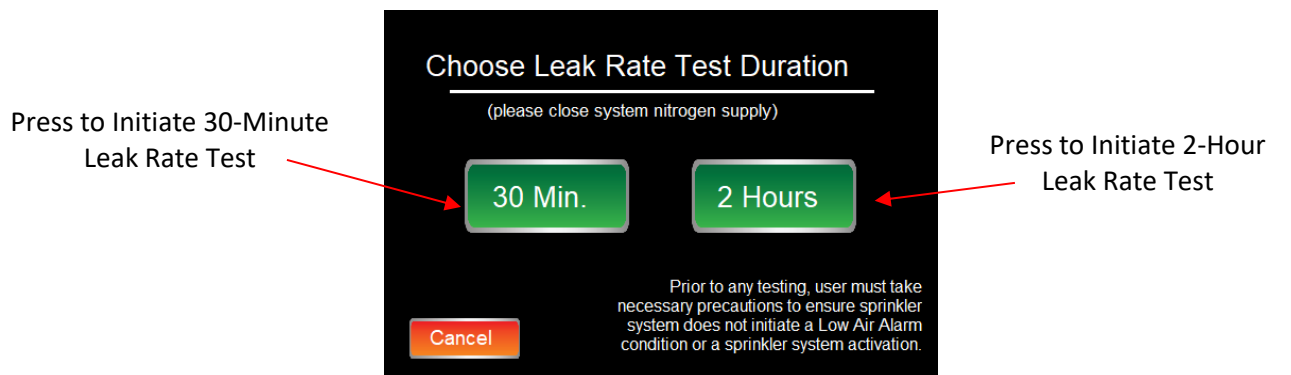 Choose Leak Rate Test Duration
(please close system nitrogen supply)
Press to Initiate 30-Minute
Leak Rate Test
30 Min.
2 Hours
Press to Initiate 2-Hour
Leak Rate Test
Prior to any testing, user must take
necessary precautions to ensure sprinkler
system does not initiate a Low Air Alarm
condition or a sprinkler system activation.
Cancel